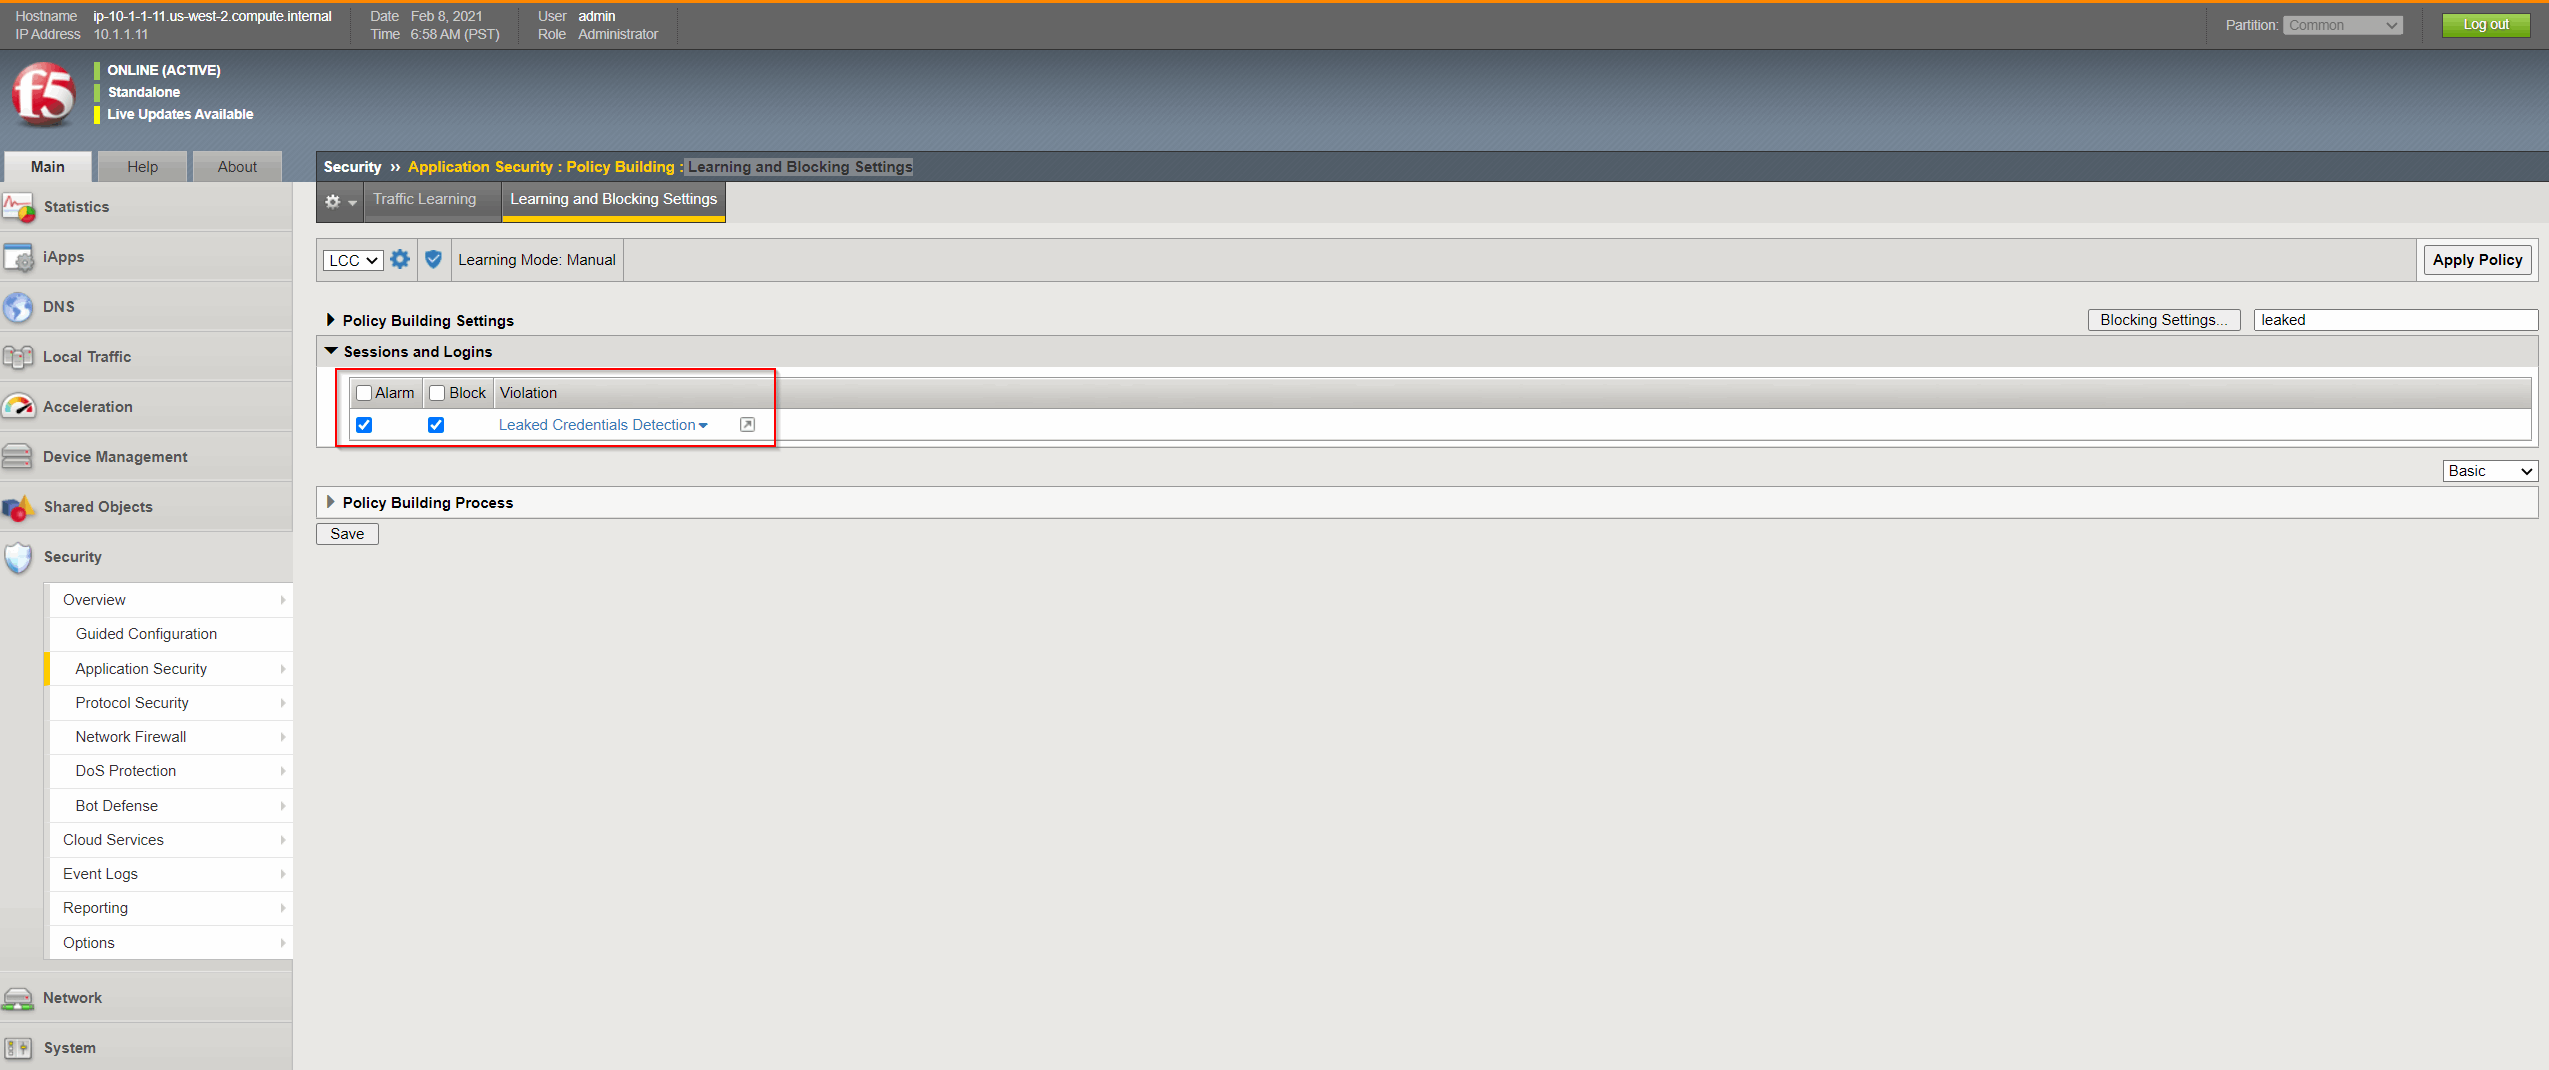 Hostname ip-10-1-1-11.us-west-2.compute.internal
IP Address 10.1.1.11
Date Feb 8, 2021
Time 6:58 AM (PST)
User admin
Role Administrator
Partition: Common
Log out
f5
ONLINE (ACTIVE)
Standalone
Live Updates Available
Main Help About
Security ›› Application Security : Policy Building : Learning and Blocking Settings
Traffic Learning Learning and Blocking Settings
Statistics
iApps
DNS
Local Traffic
Acceleration
Device Management
Shared Objects
Security
Overview
Guided Configuration
Application Security
Protocol Security
Network Firewall
DoS Protection
Bot Defense
Cloud Services
Event Logs
Reporting
Options
Network
System
LCC Learning Mode: Manual Apply Policy
Policy Building Settings Blocking Settings... leaked
Sessions and Logins
Alarm Block Violation
Leaked Credentials Detection
Basic
Policy Building Process
Save